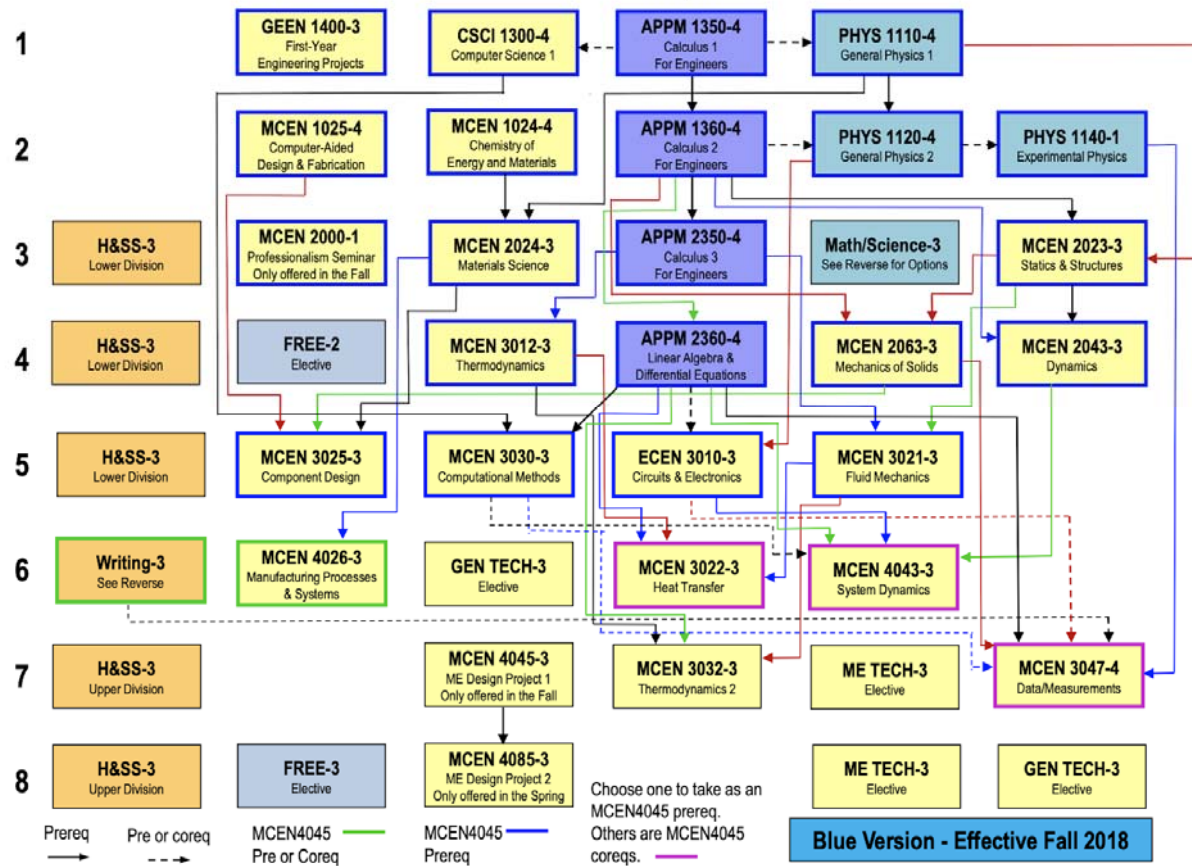 1
GEEN 1400-3
First-Year
Engineering Projects
CSCI 1300-4
Computer Science 1
APPM 1350-4
Calculus 1
For Engineers
PHYS 1110-4
General Physics 1
2
MCEN 1025-4
Computer-Aided
Design & Fabrication
MCEN 1024-4
Chemistry of
Energy and Materials
APPM 1360-4
Calculus 2
For Engineers
PHYS 1120-4
General Physics 2
PHYS 1140-1
Experimental Physics
3
H&SS-3
Lower Division
MCEN 2000-1
Professionalism Seminar
Only offered in the Fall
MCEN 2024-3
Materials Science
APPM 2350-4
Calculus 3
For Engineers
Math/Science-3
See Reverse for Options
MCEN 2023-3
Statics & Structures
4
H&SS-3
Lower Division
FREE-2
Elective
MCEN 3012-3
Thermodynamics
APPM 2360-4
Linear Algebra &
Differential Equations
MCEN 2063-3
Mechanics of Solids
MCEN 2043-3
Dynamics
5
H&SS-3
Lower Division
MCEN 3025-3
Component Design
MCEN 3030-3
Computational Methods
ECEN 3010-3
Circuits & Electronics
MCEN 3021-3
Fluid Mechanics
6
Writing-3
See Reverse
MCEN 4026-3
Manufacturing Processes
& Systems
GEN TECH-3
Elective
MCEN 3022-3
Heat Transfer
MCEN 4043-3
System Dynamics
7
H&SS-3
Upper Division
MCEN 4045-3
ME Design Project 1
Only offered in the Fall
MCEN 3032-3
Thermodynamics 2
ME TECH-3
Elective
MCEN 3047-4
Data/Measurements
8
H&SS-3
Upper Division
FREE-3
Elective
MCEN 4085-3
ME Design Project 2
Only offered in the Spring
ME TECH-3
Elective
GEN TECH-3
Elective
Prereq
Pre or coreq
MCEN4045
Pre or Coreq
MCEN4045
Prereq
Choose one to take as an
MCEN4045 prereq.
Others are MCEN4045
coreqs.
Blue Version - Effective Fall 2018